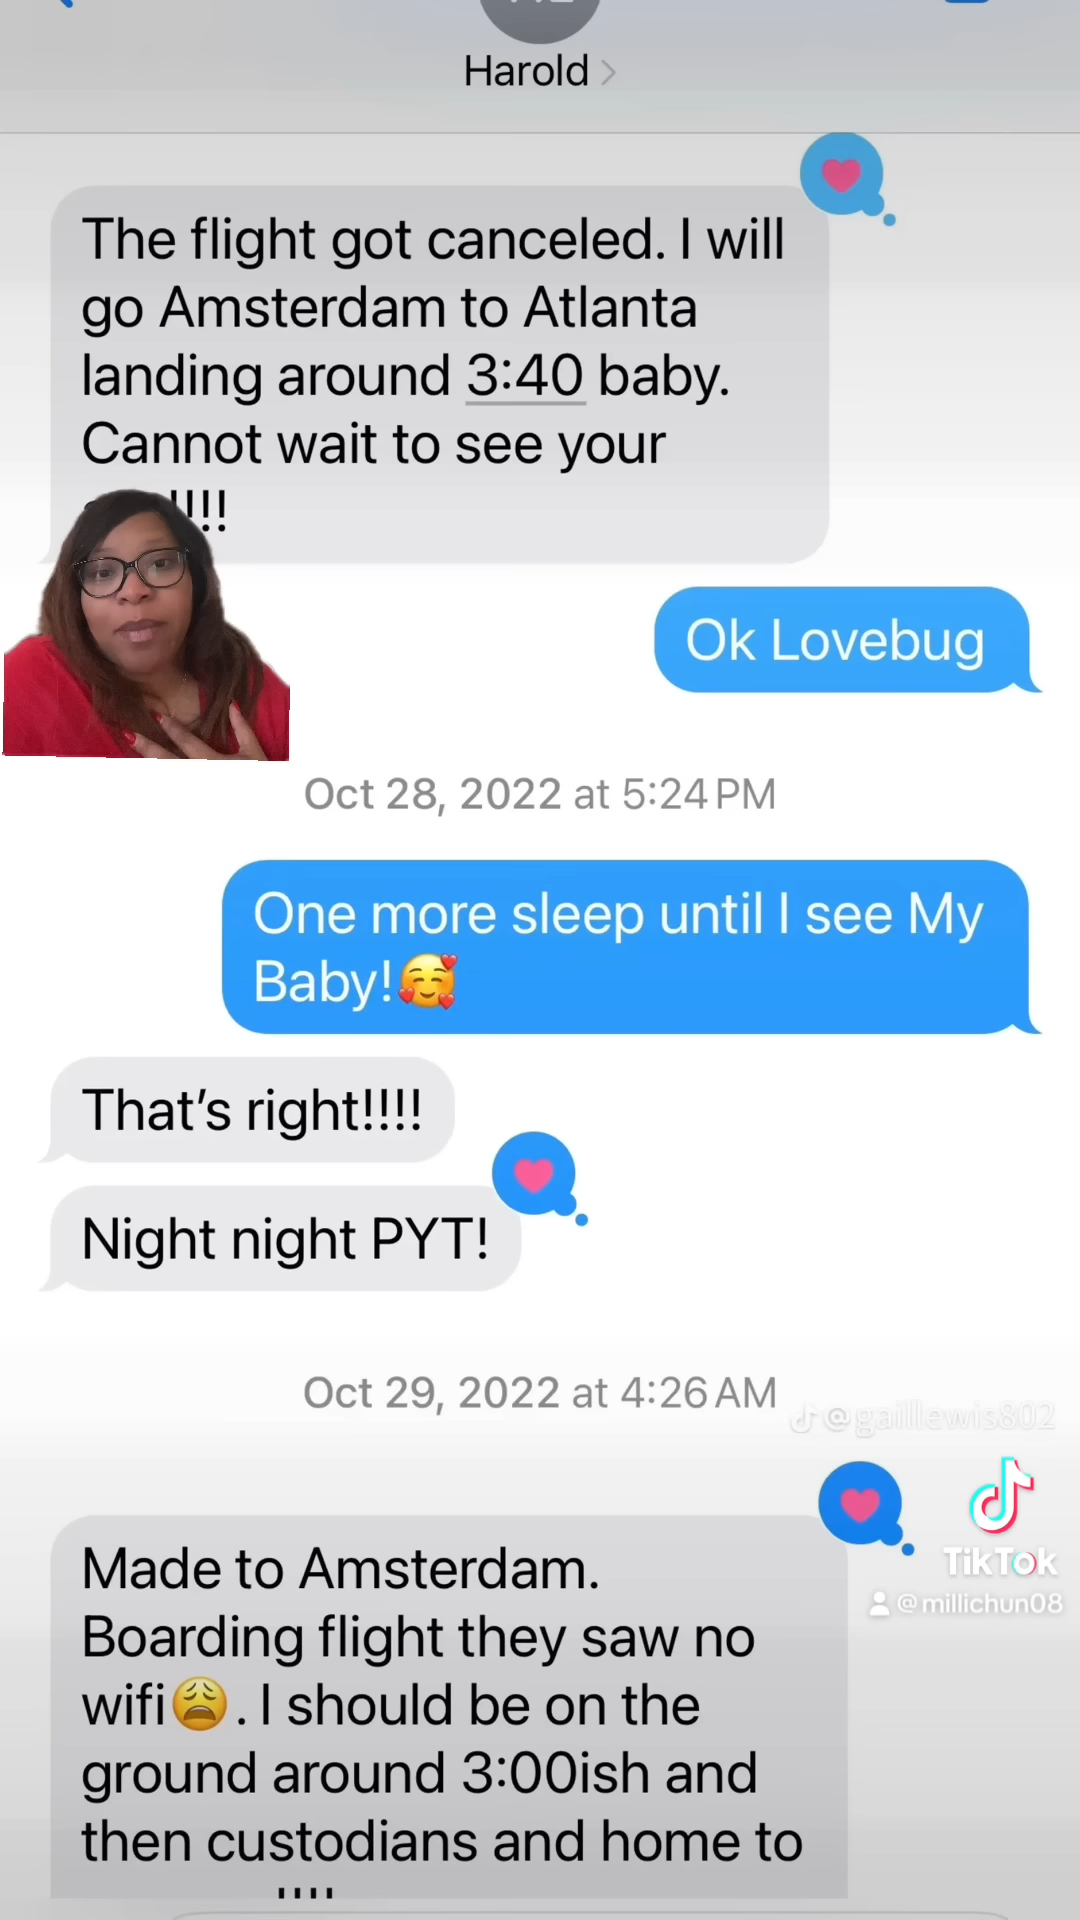 Harold
The flight got canceled. I will
go Amsterdam to Atlanta
landing around 3:40 baby.
Cannot wait to see your
!!!!
Ok Lovebug
Oct 28, 2022 at 5:24 PM
One more sleep until I see My
Baby!🥰
That's right!!!!
Night night PYT!
Oct 29, 2022 at 4:26 AM
@gaillewis802
Made to Amsterdam.
Boarding flight they saw no
wifi😩. I should be on the
ground around 3:00ish and
then custodians and home to
!!!!
TikTok
@millichun08